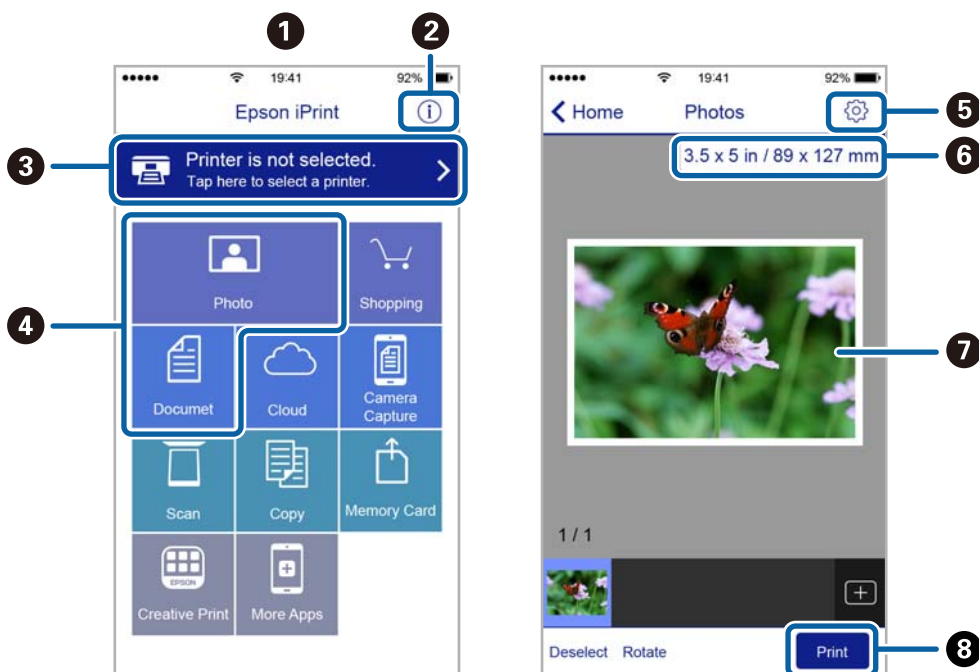 1
2
19:41
92%
Epson iPrint
i
3
Printer is not selected.
Tap here to select a printer.
4
Photo
Shopping
Documet
Cloud
Camera
Capture
Scan
Copy
Memory Card
EPSON
Creative Print
More Apps
19:41
92%
Home
Photos
5
3.5 x 5 in / 89 x 127 mm
6
7
1 / 1
Deselect
Rotate
Print
8